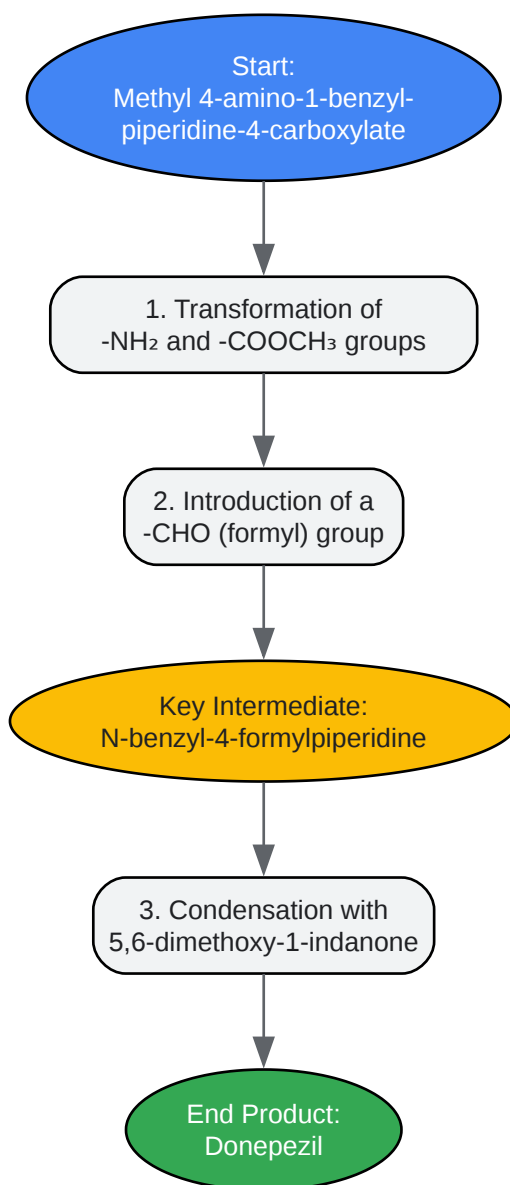 Start:
Methyl 4-amino-1-benzyl-
piperidine-4-carboxylate
1. Transformation of
-NH₂ and -COOCH₃ groups
2. Introduction of a
-CHO (formyl) group
Key Intermediate:
N-benzyl-4-formylpiperidine
3. Condensation with
5,6-dimethoxy-1-indanone
End Product:
Donepezil